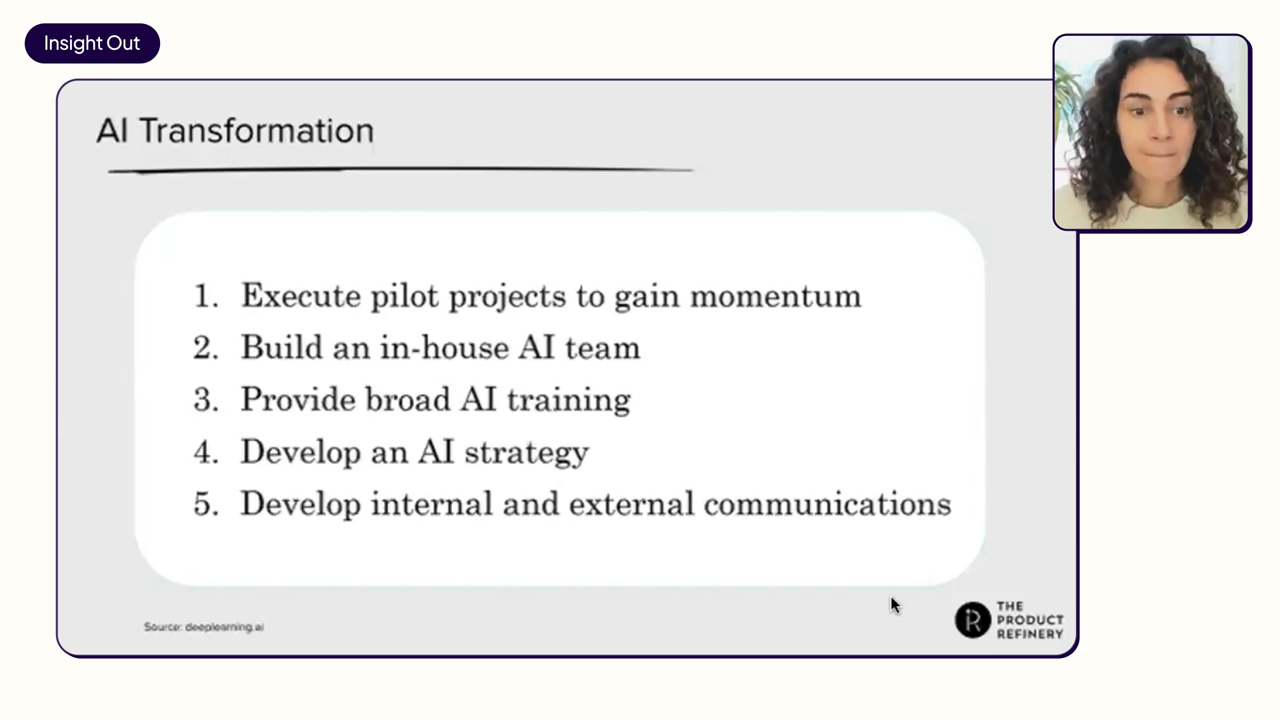 Insight Out
AI Transformation
1. Execute pilot projects to gain momentum
2. Build an in-house AI team
3. Provide broad AI training
4. Develop an AI strategy
5. Develop internal and external communications
Source: deeplearning.ai
THE
PRODUCT
REFINERY